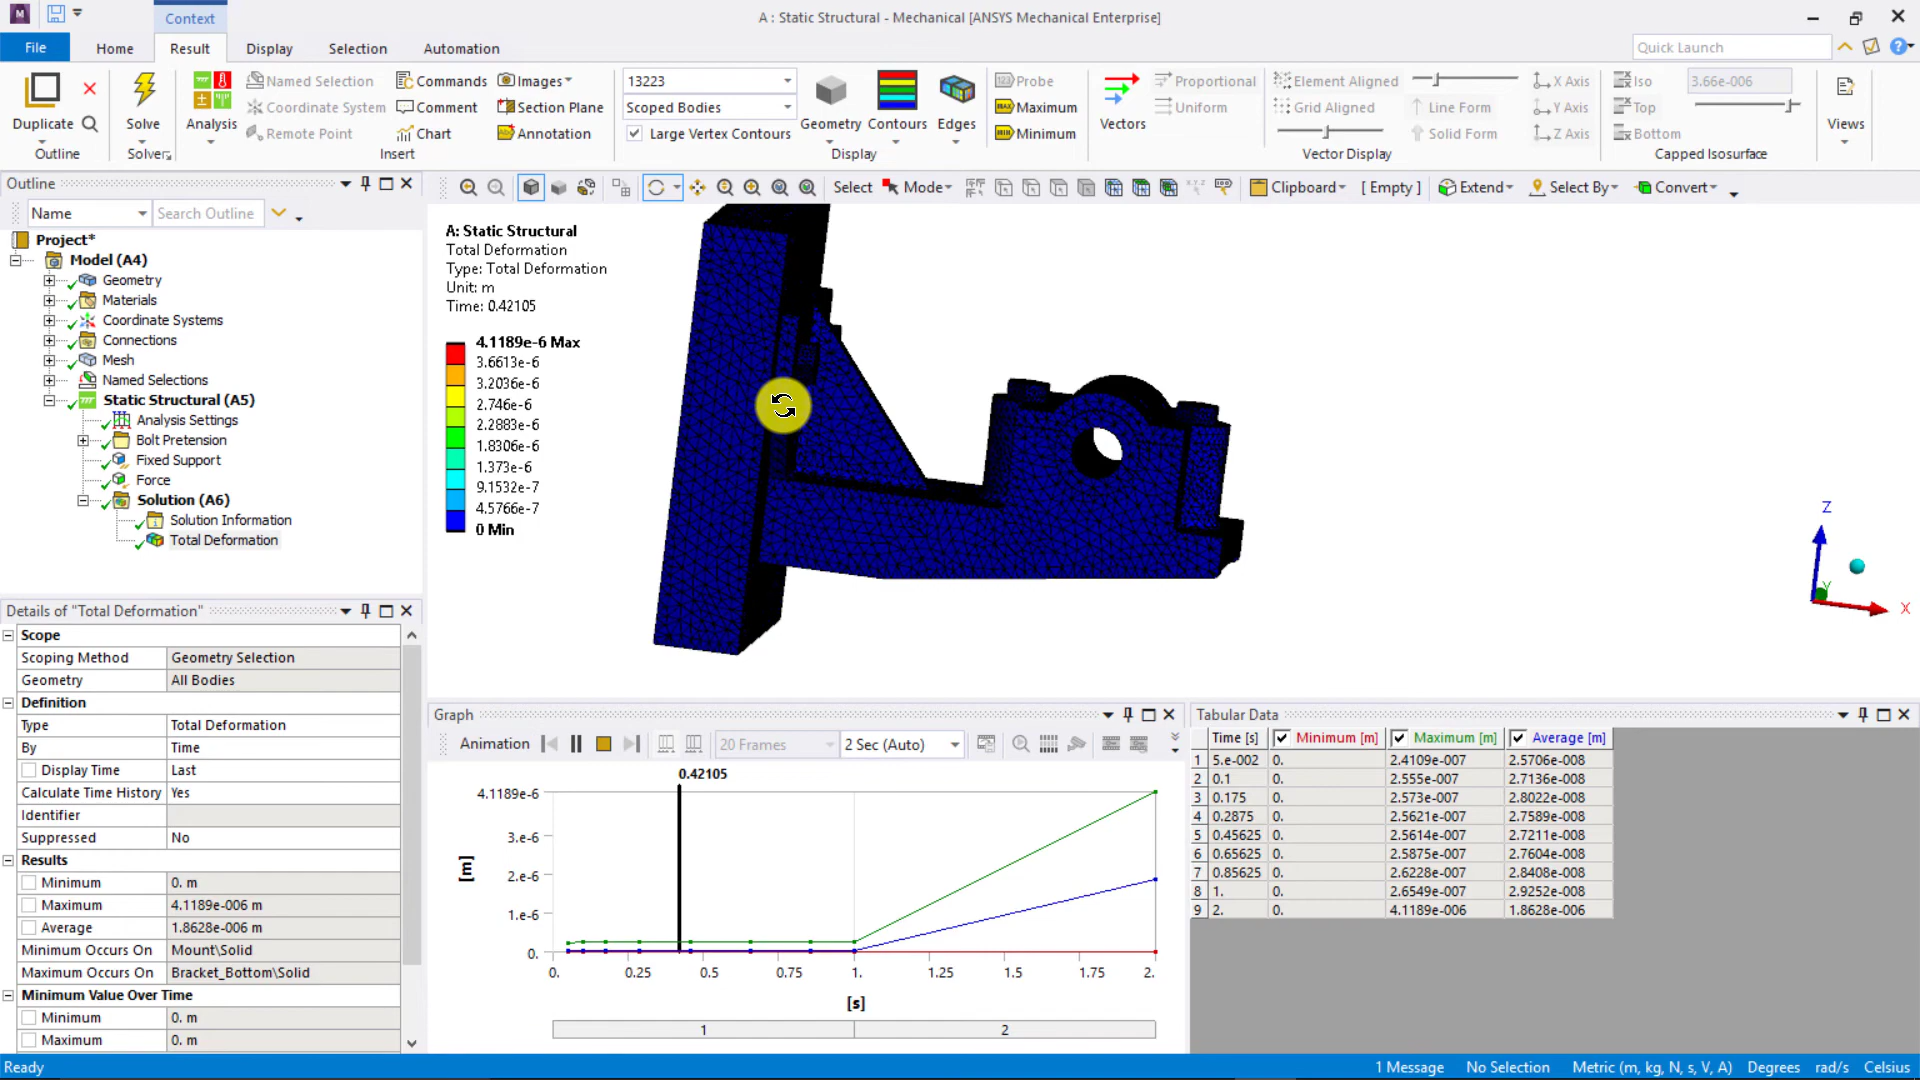 Context
A : Static Structural - Mechanical [ANSYS Mechanical Enterprise]
File
Home
Result
Display
Selection
Automation
Quick Launch
Duplicate
Outline
Solve
Solver
Analysis
Named Selection
Coordinate System
Remote Point
Commands
Comment
Chart
Images
Section Plane
Annotation
Insert
13223
Scoped Bodies
Large Vertex Contours
Geometry
Contours
Edges
Display
Probe
Maximum
Minimum
Vectors
Proportional
Uniform
Element Aligned
Grid Aligned
Line Form
Solid Form
X Axis
Y Axis
Z Axis
Vector Display
Iso
3.66e-006
Top
Bottom
Capped Isosurface
Views
Outline
Select
Mode
Clipboard
[ Empty ]
Extend
Select By
Convert
Name
Search Outline
Project*
Model (A4)
Geometry
Materials
Coordinate Systems
Connections
Mesh
Named Selections
Static Structural (A5)
Analysis Settings
Bolt Pretension
Fixed Support
Force
Solution (A6)
Solution Information
Total Deformation
A: Static Structural
Total Deformation
Type: Total Deformation
Unit: m
Time: 0.42105
4.1189e-6 Max
3.6613e-6
3.2036e-6
2.746e-6
2.2883e-6
1.8306e-6
1.373e-6
9.1532e-7
4.5766e-7
0 Min
Z
Y
X
Details of "Total Deformation"
Scope
Scoping Method Geometry Selection
Geometry All Bodies
Definition
Type Total Deformation
By Time
Display Time Last
Calculate Time History Yes
Identifier
Suppressed No
Results
Minimum 0. m
Maximum 4.1189e-006 m
Average 1.8628e-006 m
Minimum Occurs On Mount\Solid
Maximum Occurs On Bracket_Bottom\Solid
Minimum Value Over Time
Minimum 0. m
Maximum 0. m
Graph
Animation
20 Frames
2 Sec (Auto)
0.42105
4.1189e-6
3.e-6
2.e-6
1.e-6
0.
[m]
0. 0.25 0.5 0.75 1. 1.25 1.5 1.75 2.
[s]
1 2
Tabular Data
Time [s] Minimum [m] Maximum [m] Average [m]
1 5.e-002 0. 2.4109e-007 2.5706e-008
2 0.1 0. 2.555e-007 2.7136e-008
3 0.175 0. 2.573e-007 2.8022e-008
4 0.2875 0. 2.5621e-007 2.7589e-008
5 0.45625 0. 2.5614e-007 2.7211e-008
6 0.65625 0. 2.5875e-007 2.7604e-008
7 0.85625 0. 2.6228e-007 2.8408e-008
8 1. 0. 2.6549e-007 2.9252e-008
9 2. 0. 4.1189e-006 1.8628e-006
Ready
1 Message
No Selection
Metric (m, kg, N, s, V, A)
Degrees
rad/s
Celsius